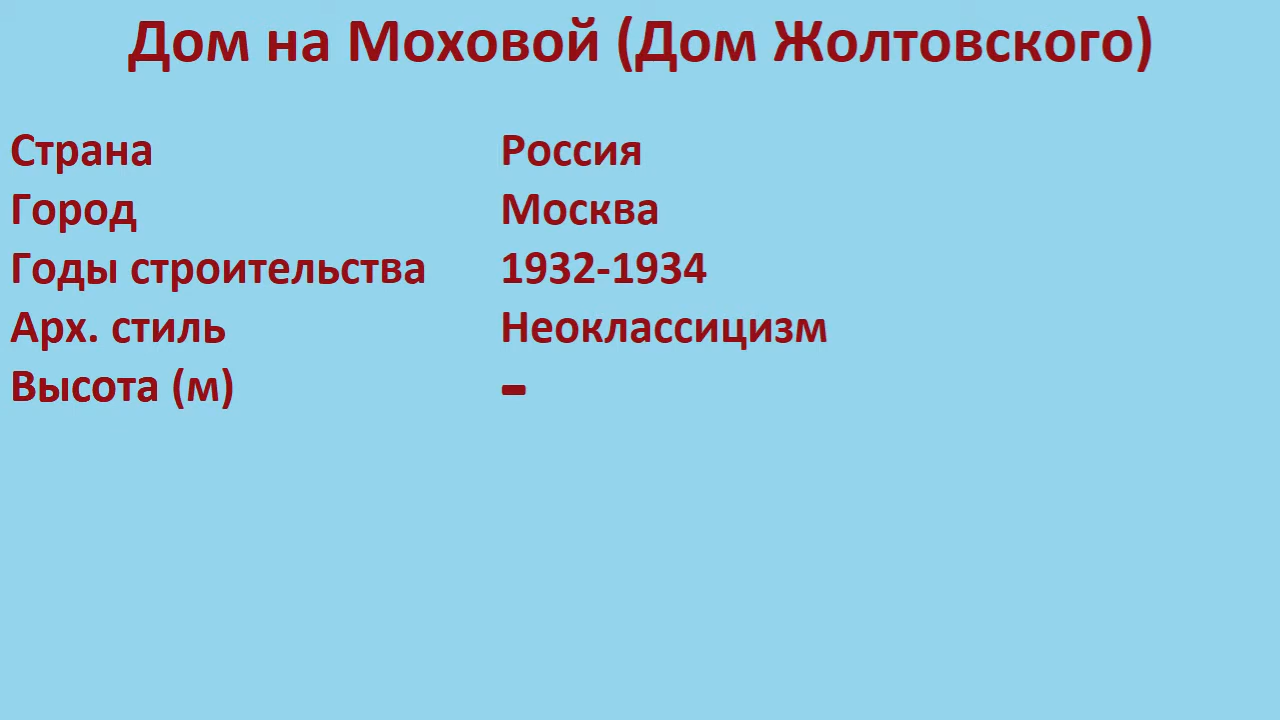 Дом на Моховой (Дом Жолтовского)
Страна Россия
Город Москва
Годы строительства 1932-1934
Арх. стиль Неоклассицизм
Высота (м) -